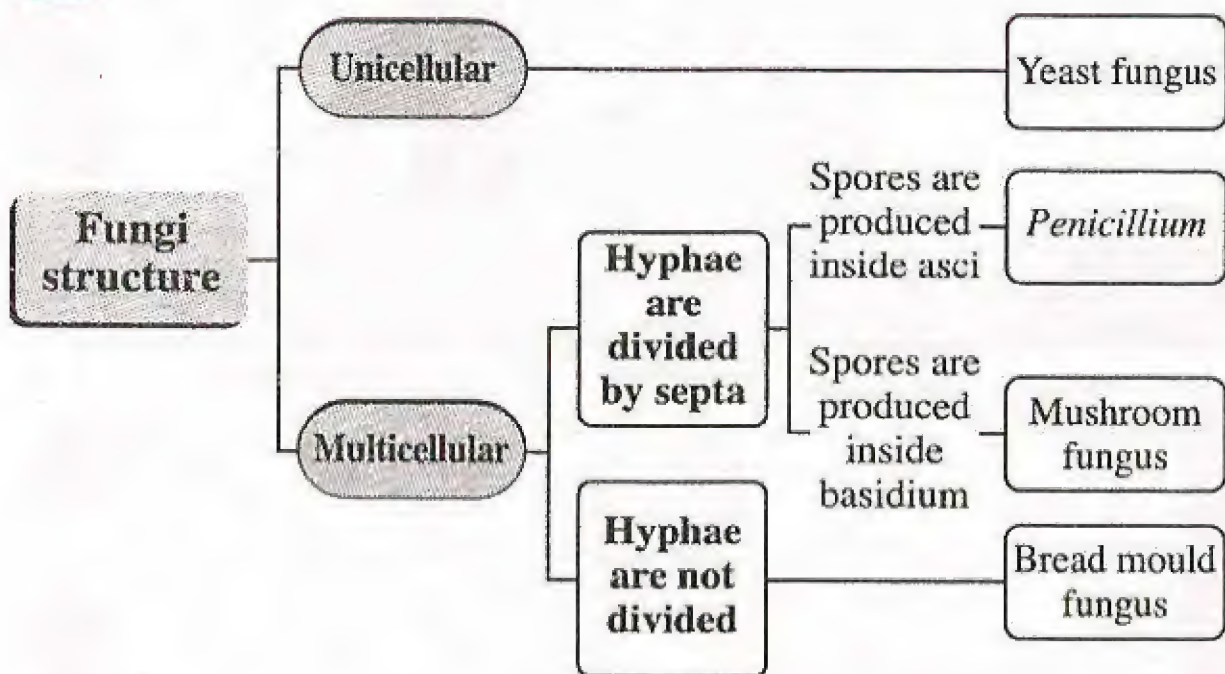 Fungi
structure
Unicellular
Yeast fungus
Multicellular
Hyphae
are
divided
by septa
Spores are
produced
inside asci
Penicillium
Spores are
produced
inside
basidium
Mushroom
fungus
Hyphae
are not
divided
Bread mould
fungus